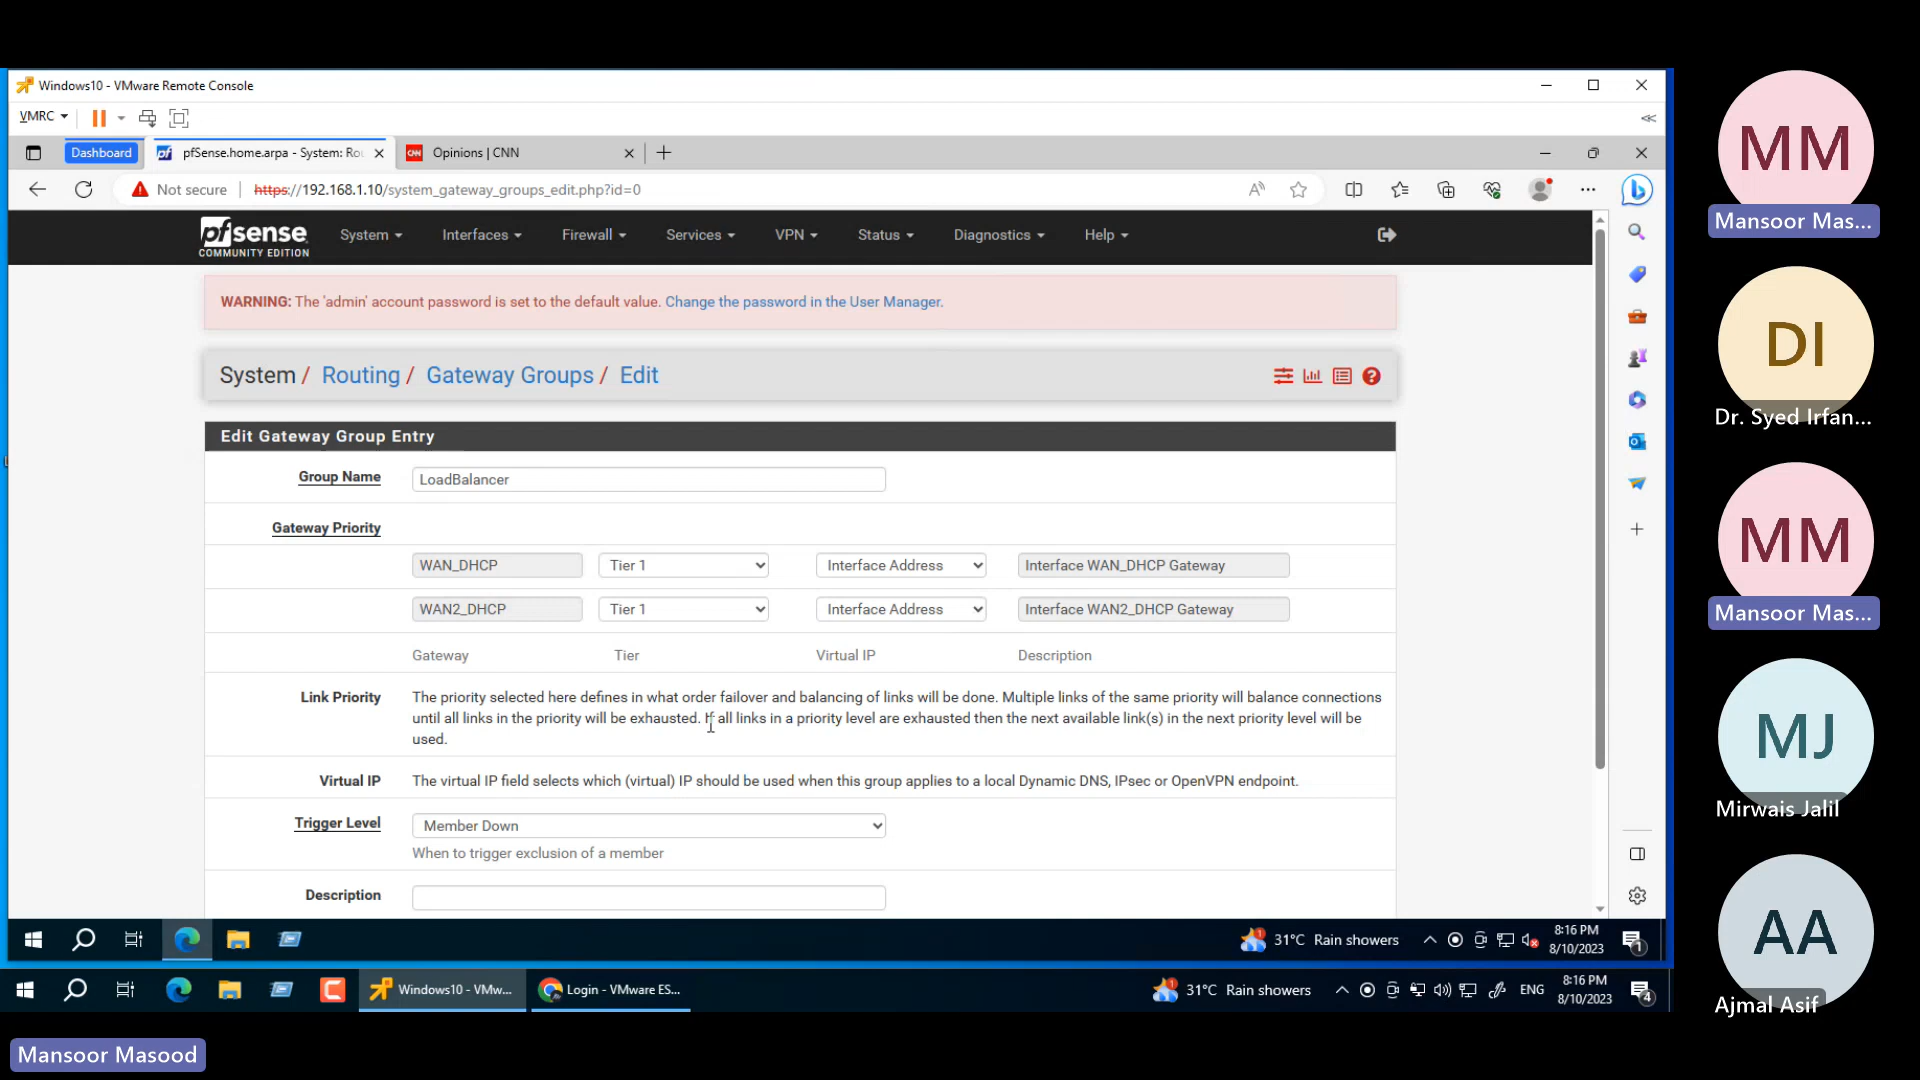 Windows10 - VMware Remote Console
VMRC
Dashboard
pfSense.home.arpa - System: Rou
Opinions | CNN
Not secure
https://192.168.1.10/system_gateway_groups_edit.php?id=0
pfsense
COMMUNITY EDITION
System
Interfaces
Firewall
Services
VPN
Status
Diagnostics
Help
WARNING: The 'admin' account password is set to the default value. Change the password in the User Manager.
System / Routing / Gateway Groups / Edit
Edit Gateway Group Entry
Group Name
LoadBalancer
Gateway Priority
WAN_DHCP
Tier 1
Interface Address
Interface WAN_DHCP Gateway
WAN2_DHCP
Tier 1
Interface Address
Interface WAN2_DHCP Gateway
Gateway
Tier
Virtual IP
Description
Link Priority
The priority selected here defines in what order failover and balancing of links will be done. Multiple links of the same priority will balance connections
until all links in the priority will be exhausted. If all links in a priority level are exhausted then the next available link(s) in the next priority level will be
used.
Virtual IP
The virtual IP field selects which (virtual) IP should be used when this group applies to a local Dynamic DNS, IPsec or OpenVPN endpoint.
Trigger Level
Member Down
When to trigger exclusion of a member
Description
31°C Rain showers
8:16 PM
8/10/2023
1
Windows10 - VMw...
Login - VMware ES...
31°C Rain showers
ENG
8:16 PM
8/10/2023
4
Mansoor Masood
MM
Mansoor Mas...
DI
Dr. Syed Irfan...
MM
Mansoor Mas...
MJ
Mirwais Jalil
AA
Ajmal Asif